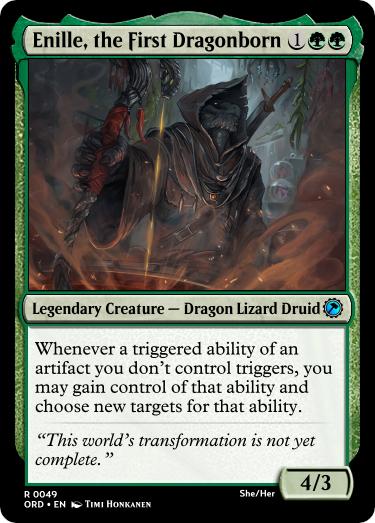 Enille, the First Dragonborn 1
Legendary Creature — Dragon Lizard Druid
Whenever a triggered ability of an
artifact you don't control triggers, you
may gain control of that ability and
choose new targets for that ability.
"This world's transformation is not yet
complete."
4/3
R 0049
ORD • EN Timi Honkanen
She/Her